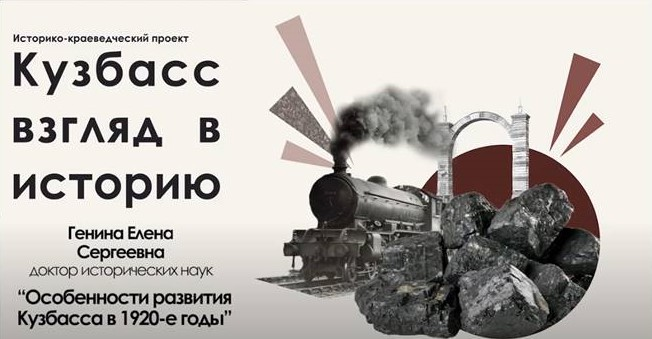 Историко-краеведческий проект
Кузбасс
взгляд в
историю
Генина Елена
Сергеевна
доктор исторических наук
“Особенности развития
Кузбасса в 1920-е годы”